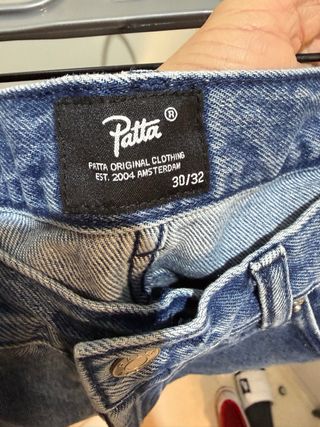 Patta ®
PATTA ORIGINAL CLOTHING
EST. 2004 AMSTERDAM
30/32